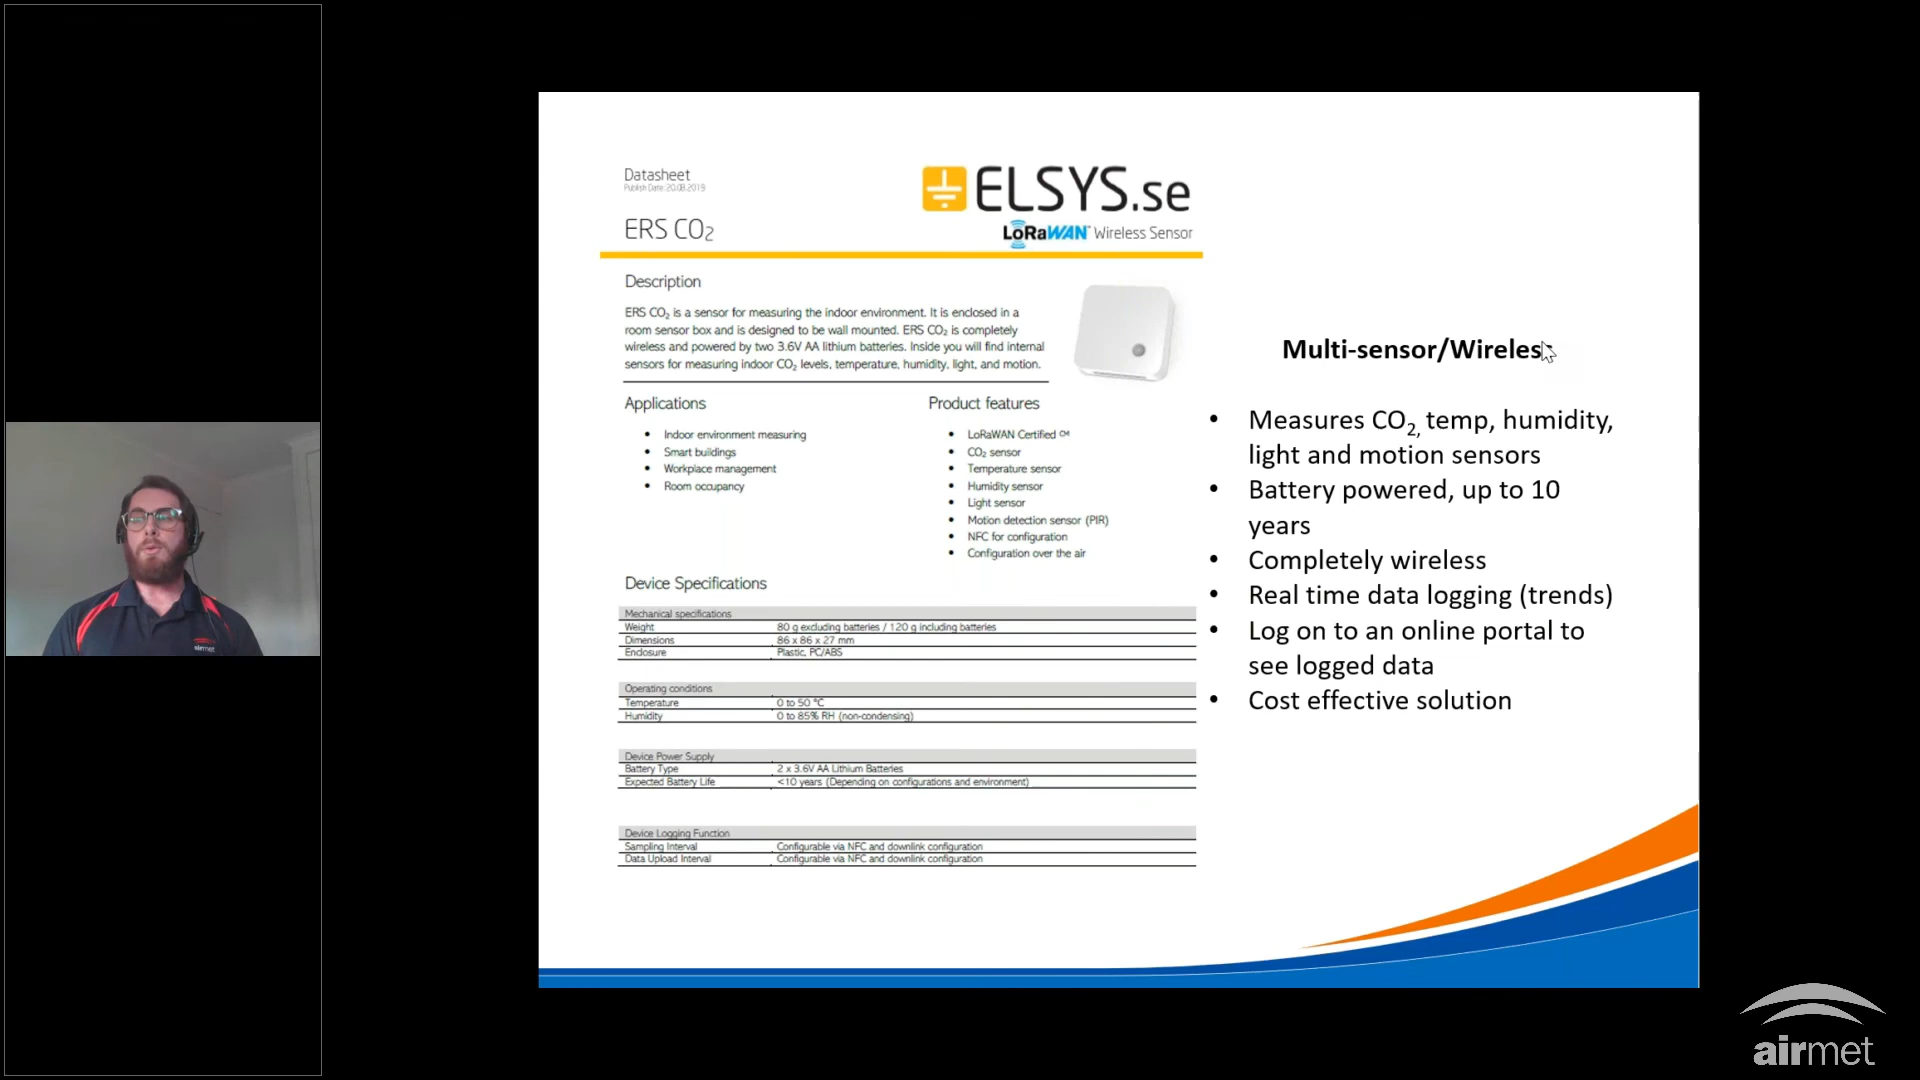 Datasheet
Publish Date: 20.08.2019
ELSYS.se
ERS CO₂
LoRaWAN™ Wireless Sensor
Description
ERS CO₂ is a sensor for measuring the indoor environment. It is enclosed in a
room sensor box and is designed to be wall mounted. ERS CO₂ is completely
wireless and powered by two 3.6V AA lithium batteries. Inside you will find internal
sensors for measuring indoor CO₂ levels, temperature, humidity, light, and motion.
Applications
• Indoor environment measuring
• Smart buildings
• Workplace management
• Room occupancy
Product features
• LoRaWAN Certified CM
• CO₂ sensor
• Temperature sensor
• Humidity sensor
• Light sensor
• Motion detection sensor (PIR)
• NFC for configuration
• Configuration over the air
Device Specifications
Mechanical specifications
Weight 80 g excluding batteries / 120 g including batteries
Dimensions 86 x 86 x 27 mm
Enclosure Plastic, PC/ABS
Operating conditions
Temperature 0 to 50 °C
Humidity 0 to 85% RH (non-condensing)
Device Power Supply
Battery Type 2 x 3.6V AA Lithium Batteries
Expected Battery Life <10 years (Depending on configurations and environment)
Device Logging Function
Sampling Interval Configurable via NFC and downlink configuration
Data Upload Interval Configurable via NFC and downlink configuration
Multi-sensor/Wireless
• Measures CO₂, temp, humidity,
light and motion sensors
• Battery powered, up to 10
years
• Completely wireless
• Real time data logging (trends)
• Log on to an online portal to
see logged data
• Cost effective solution
airmet
airmet